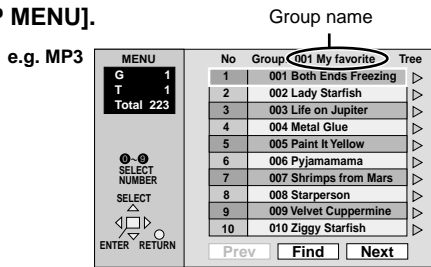 P MENU].
Group name
e.g. MP3
MENU
G 1
T 1
Total 223
0~9
SELECT
NUMBER
SELECT
ENTER RETURN
No Group 001 My favorite Tree
1 001 Both Ends Freezing
2 002 Lady Starfish
3 003 Life on Jupiter
4 004 Metal Glue
5 005 Paint It Yellow
6 006 Pyjamamama
7 007 Shrimps from Mars
8 008 Starperson
9 009 Velvet Cuppermine
10 010 Ziggy Starfish
Prev Find Next